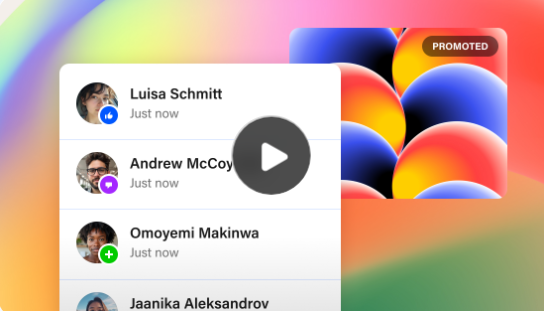 PROMOTED
Luisa Schmitt
Just now
Andrew McCoy
Just now
Omoyemi Makinwa
Just now
Jaanika Aleksandrov